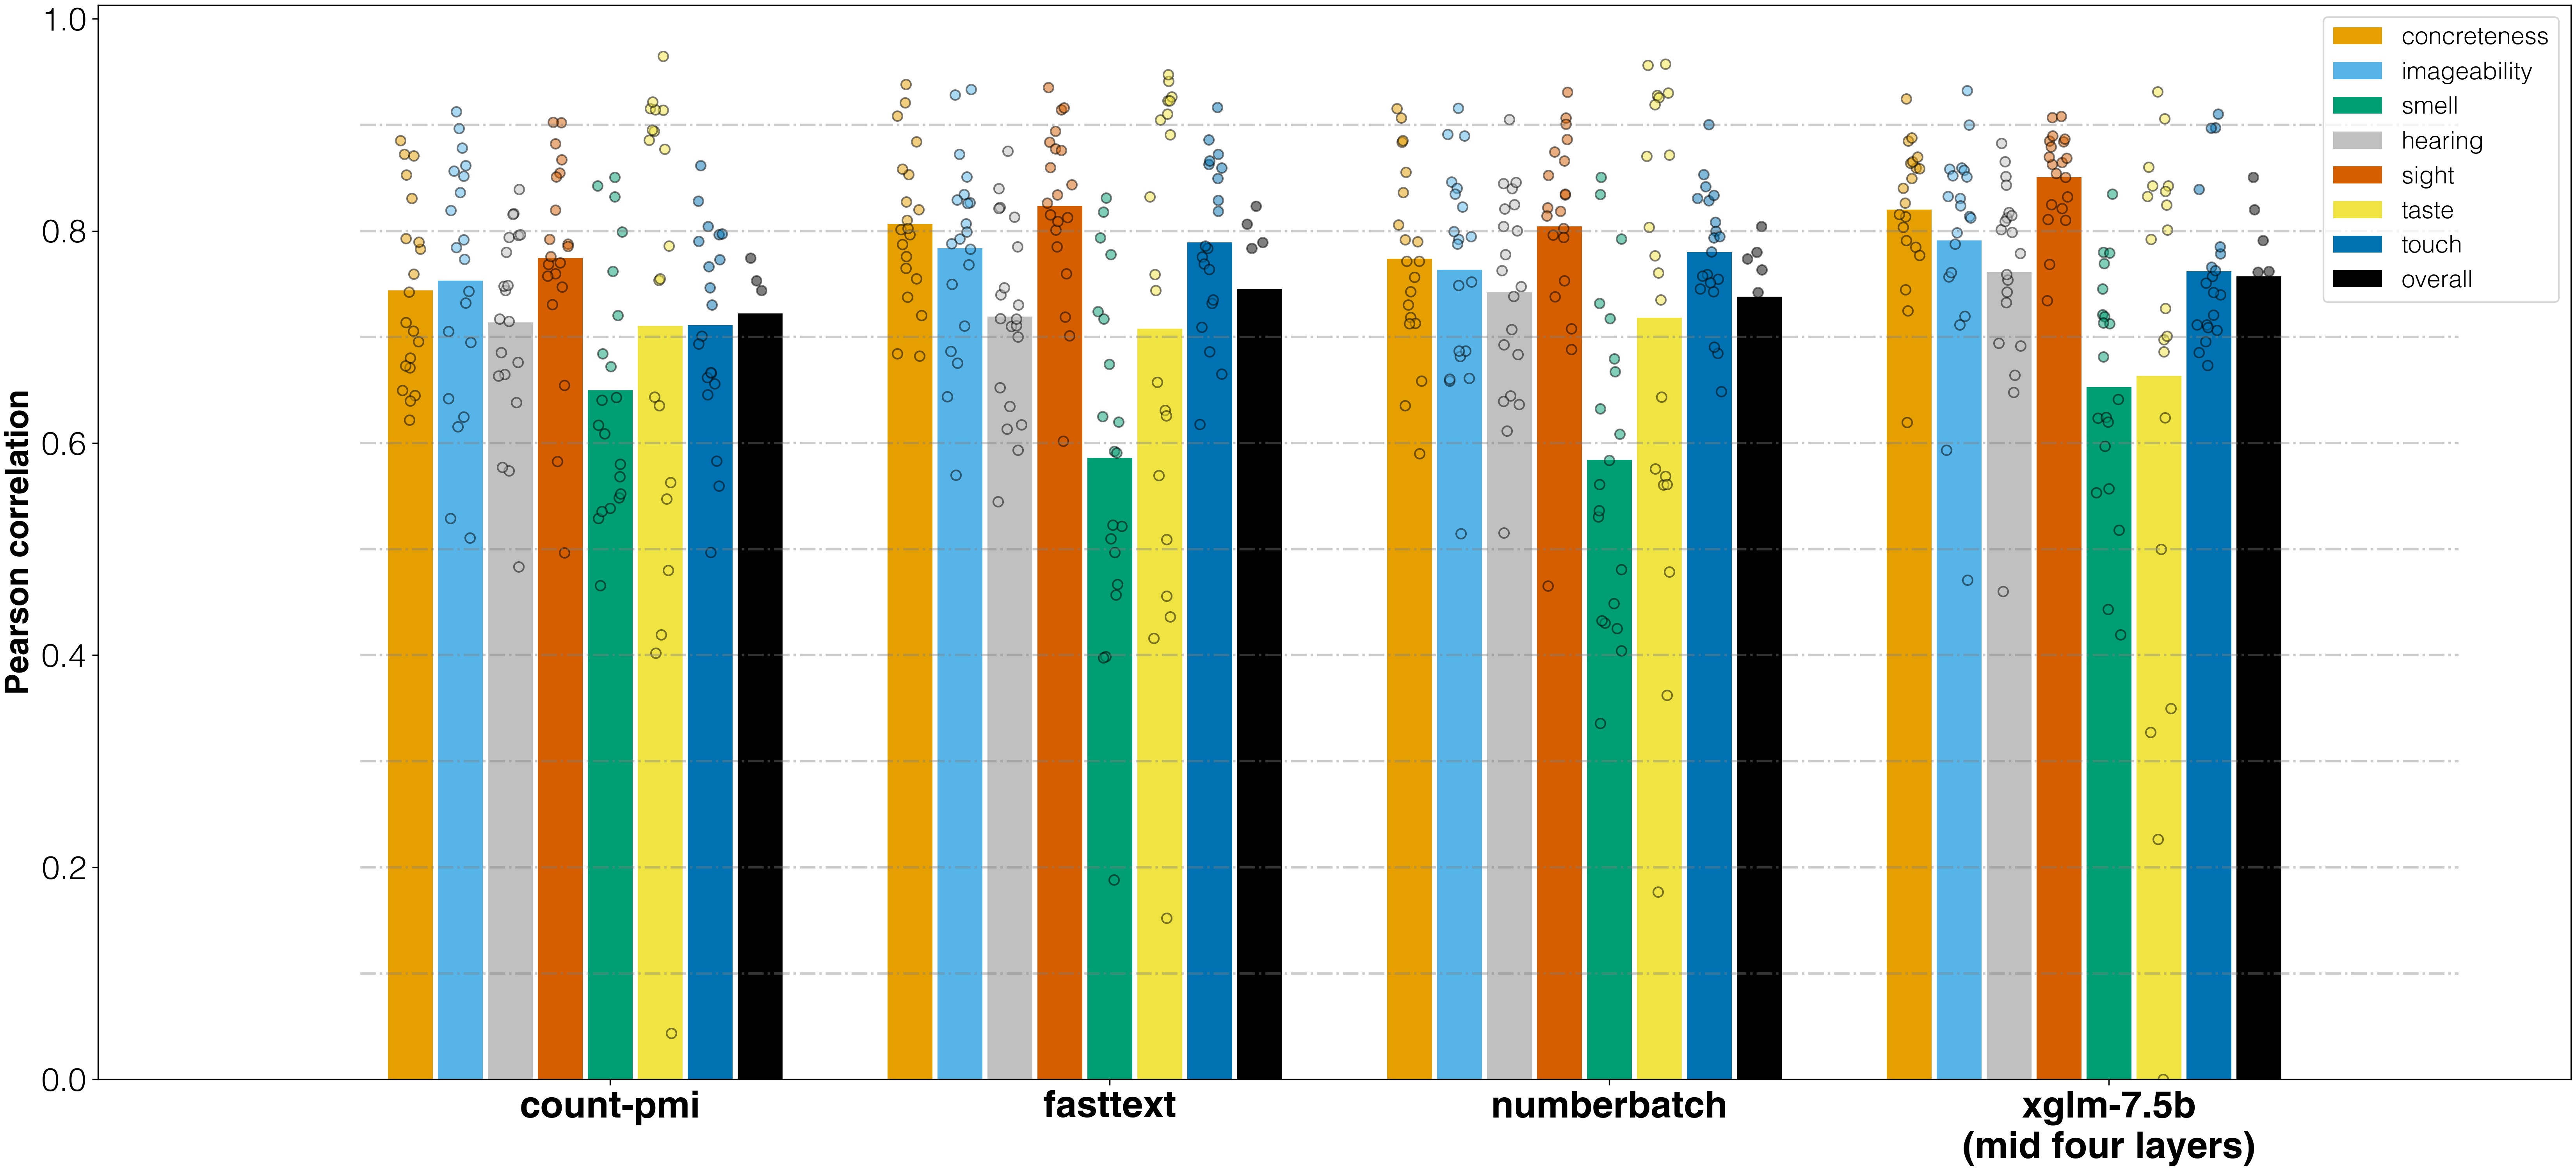 Pearson correlation
1.0
0.8
0.6
0.4
0.2
0.0
concreteness
imageability
smell
hearing
sight
taste
touch
overall
count-pmi
fasttext
numberbatch
xglm-7.5b
(mid four layers)